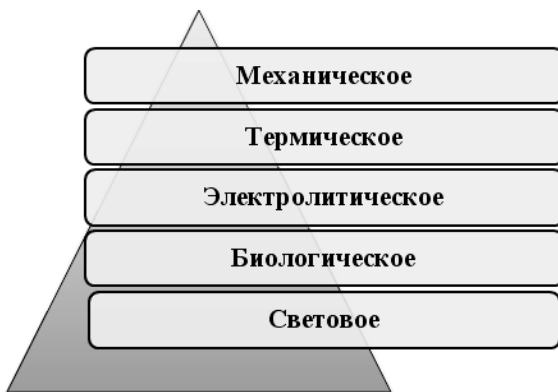 Механическое
Термическое
Электролитическое
Биологическое
Световое